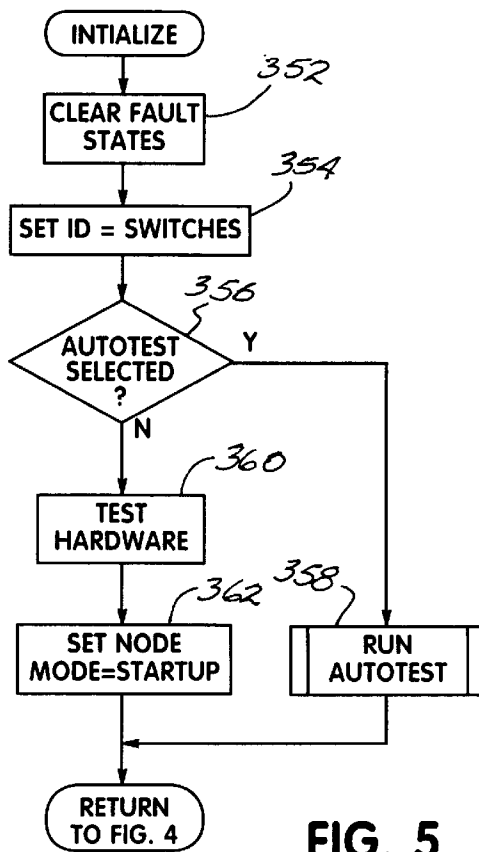 INTIALIZE
352
CLEAR FAULT
STATES
354
SET ID = SWITCHES
356
AUTOTEST
SELECTED
?
Y
N
360
TEST
HARDWARE
362
SET NODE
MODE=STARTUP
358
RUN
AUTOTEST
RETURN
TO FIG. 4
FIG. 5